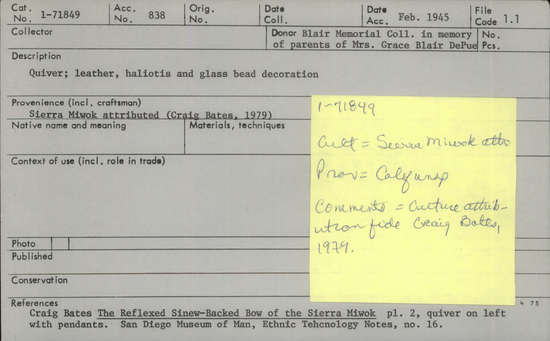 Cat. No. 1-71849 Acc. No. 838 Orig. No. Date Coll. Date Acc. Feb. 1945 File Code 1.1
Collector Donor Blair Memorial Coll. in memory of parents of Mrs. Grace Blair DePue No. Pcs.
Description
Quiver; leather, haliotis and glass bead decoration
Provenience (incl. craftsman)
Sierra Miwok attributed (Craig Bates, 1979)
Native name and meaning Materials, techniques
Context of use (incl. role in trade)
Photo
Published
Conservation
References
Craig Bates The Reflexed Sinew-Backed Bow of the Sierra Miwok pl. 2, quiver on left
with pendants. San Diego Museum of Man, Ethnic Tehcnology Notes, no. 16.
1-71849
Cult = Sierra Miwok attr
Prov = Calif unsp
Comments = Culture attrib-
ution fide Craig Bates,
1979.